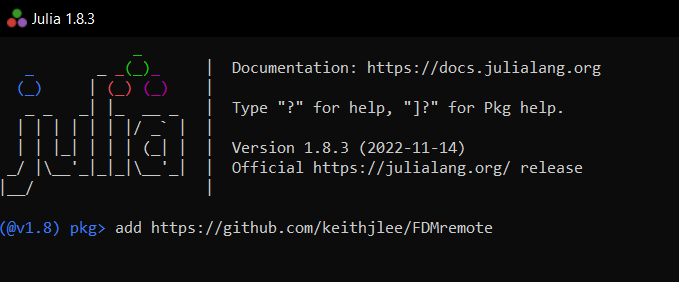 Julia 1.8.3
Documentation: https://docs.julialang.org
Type "?" for help, "]?" for Pkg help.
Version 1.8.3 (2022-11-14)
Official https://julialang.org/ release
(@v1.8) pkg> add https://github.com/keithjlee/FDMremote